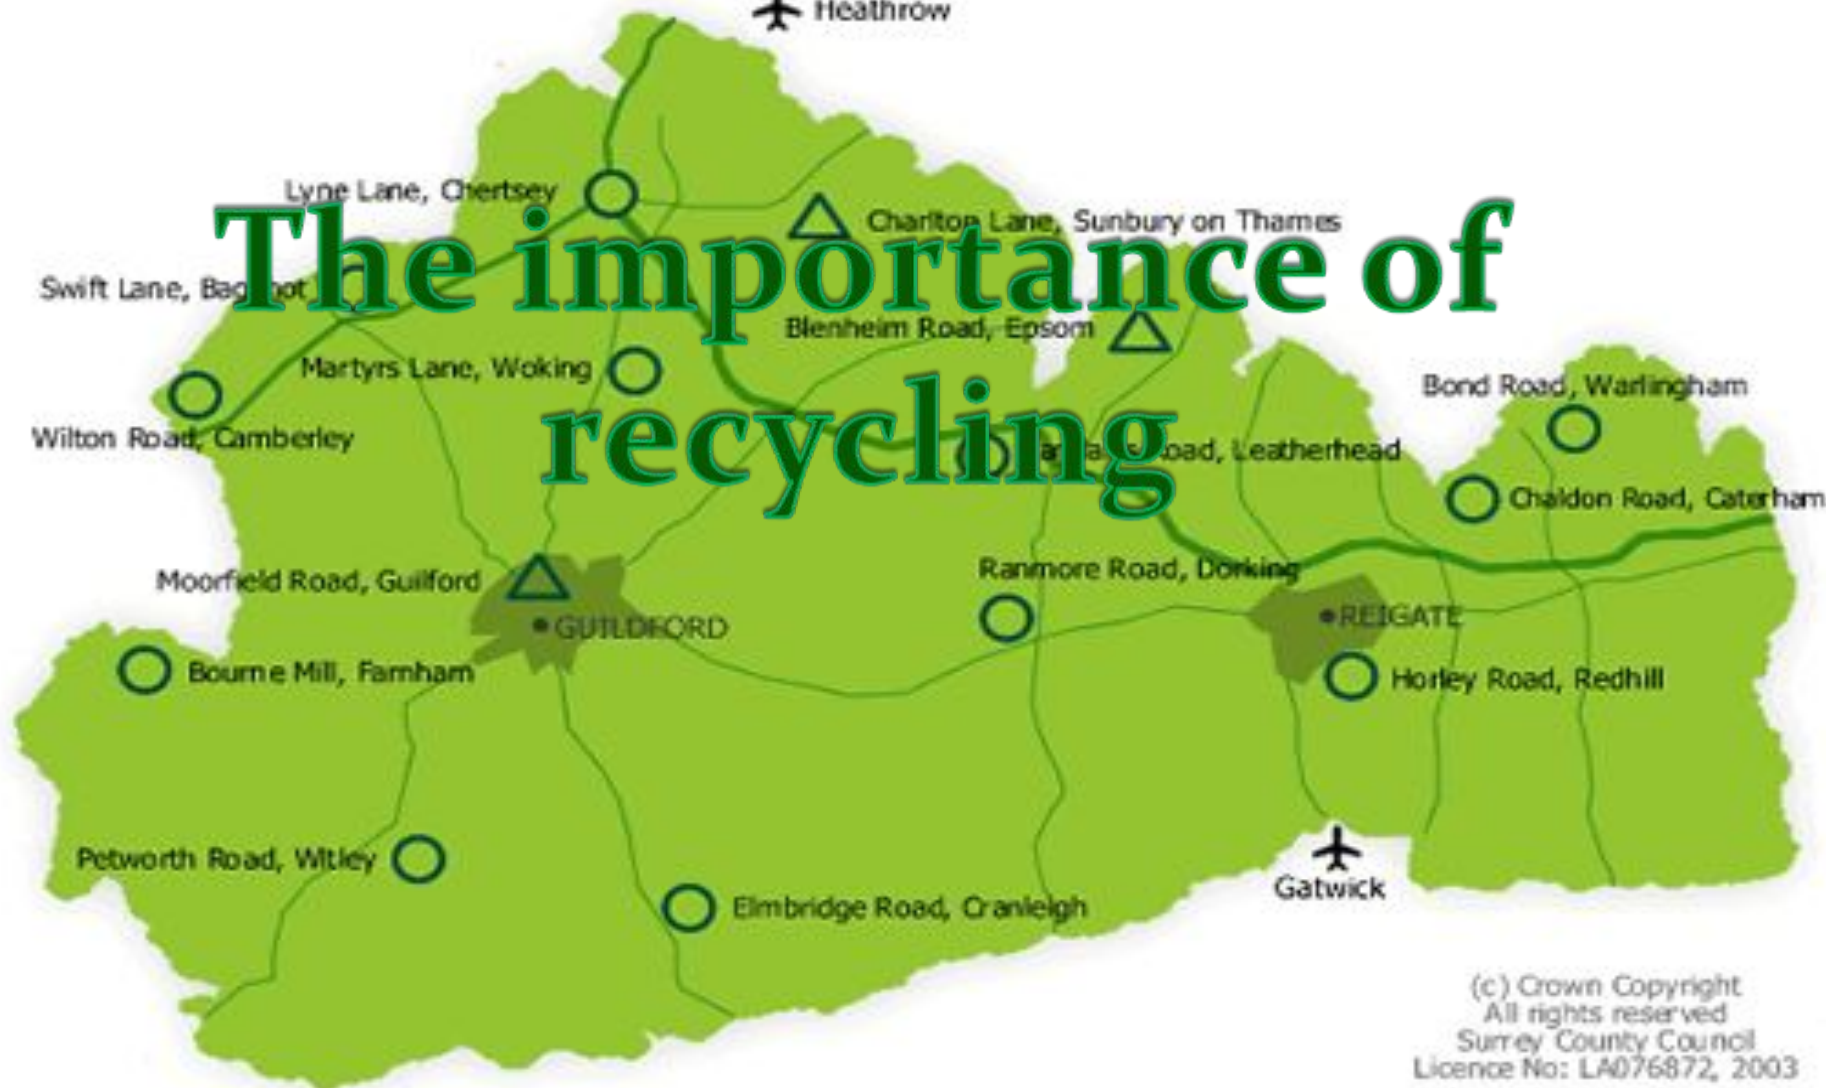 Heathrow
Lyne Lane, Chertsey
The importance of
recycling
Charlton Lane, Sunbury on Thames
Swift Lane,
Blenheim Road, Epsom
Martyrs Lane, Woking
Bond Road, Warlingham
Wilton Road, Camberley
Road, Leatherhead
Chaldon Road, Caterham
Ranmore Road, Dorking
Moorfield Road, Guilford
GUILDFORD
REIGATE
Bourne Mill, Farnham
Horley Road, Redhill
Petworth Road, Witley
Gatwick
Elmbridge Road, Cranleigh
(c) Crown Copyright
All rights reserved
Surrey County Council
Licence No: LA076872, 2003